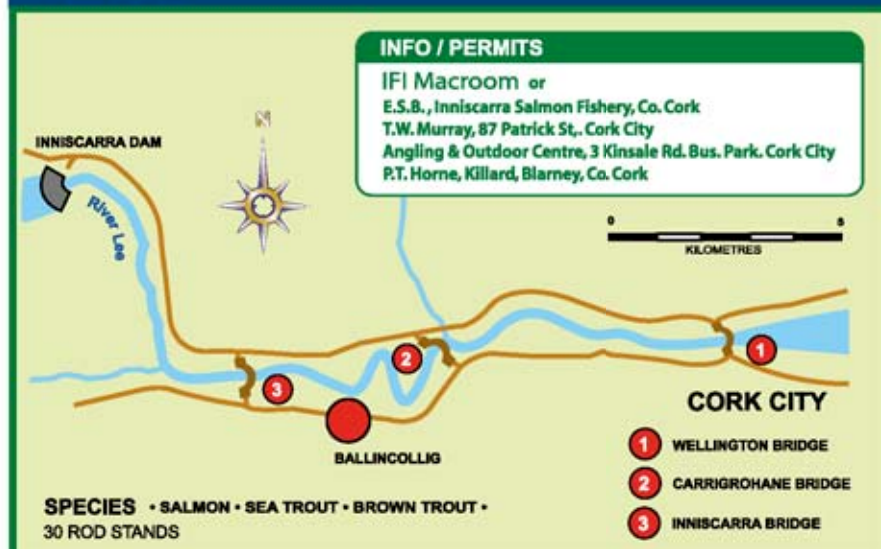 INFO / PERMITS
IFI Macroom or
E.S.B., Inniscarra Salmon Fishery, Co. Cork
T.W. Murray, 87 Patrick St,. Cork City
Angling & Outdoor Centre, 3 Kinsale Rd. Bus. Park. Cork City
P.T. Horne, Killard, Blarney, Co. Cork
N
INNISCARRA DAM
River Lee
0 5
KILOMETRES
2
1
3
BALLINCOLLIG
CORK CITY
1 WELLINGTON BRIDGE
2 CARRIGROHANE BRIDGE
3 INNISCARRA BRIDGE
SPECIES • SALMON • SEA TROUT • BROWN TROUT •
30 ROD STANDS